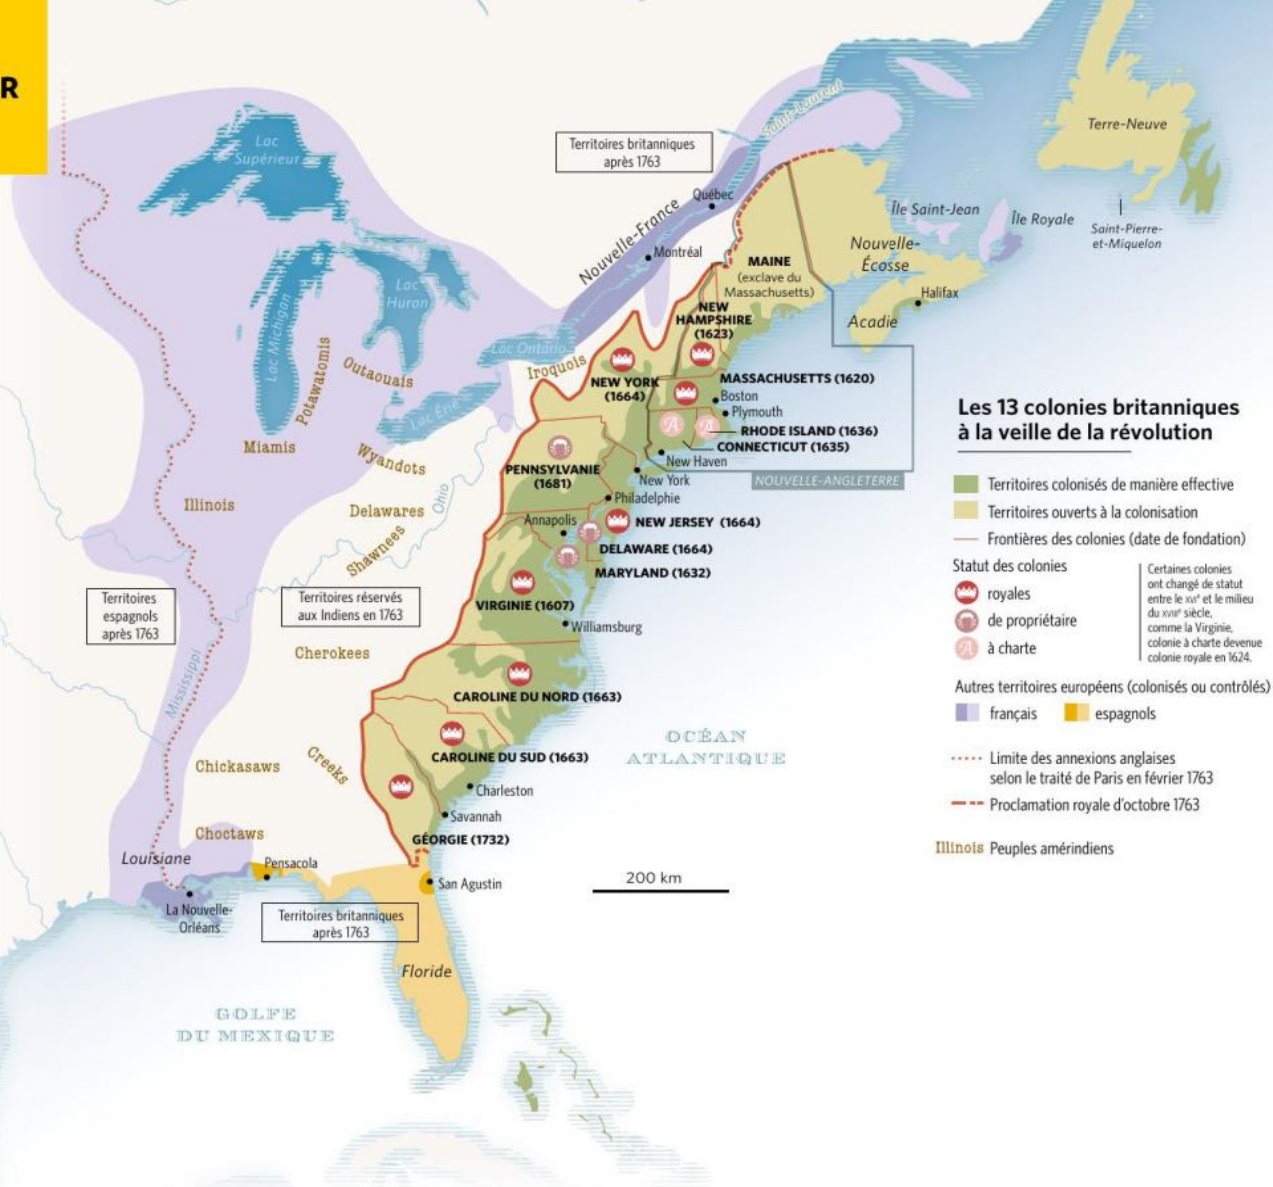 R
Lac
Supérieur
Lac Michigan
Lac
Huron
Lac Ontario
Lac Érié
Saint-Laurent
Territoires britanniques
après 1763
Nouvelle-France
Québec
Montréal
Terre-Neuve
Île Saint-Jean
Île Royale
Saint-Pierre-
et-Miquelon
Nouvelle-
Écosse
Halifax
Acadie
MAINE
(exclave du
Massachusetts)
NEW
HAMPSHIRE
(1623)
NEW YORK
(1664)
MASSACHUSETTS (1620)
Boston
Plymouth
A
A
RHODE ISLAND (1636)
CONNECTICUT (1635)
New Haven
NOUVELLE-ANGLETERRE
New York
PENNSYLVANIE
(1681)
Philadelphie
Annapolis
NEW JERSEY (1664)
DELAWARE (1664)
MARYLAND (1632)
VIRGINIE (1607)
Williamsburg
CAROLINE DU NORD (1663)
CAROLINE DU SUD (1663)
Charleston
Savannah
GÉORGIE (1732)
San Agustin
Iroquois
Outaouais
Potawatomis
Miamis
Wyandots
Illinois
Delawares
Ohio
Shawnees
Territoires
espagnols
après 1763
Territoires réservés
aux Indiens en 1763
Cherokees
Mississippi
Chickasaws
Creeks
Choctaws
Louisiane
Pensacola
La Nouvelle-
Orléans
Territoires britanniques
après 1763
Floride
GOLFE
DU MEXIQUE
OCÉAN
ATLANTIQUE
200 km
Les 13 colonies britanniques
à la veille de la révolution
Territoires colonisés de manière effective
Territoires ouverts à la colonisation
Frontières des colonies (date de fondation)
Statut des colonies
royales
de propriétaire
A à charte
Certaines colonies
ont changé de statut
entre le XVIᵉ et le milieu
du XVIIIᵉ siècle,
comme la Virginie,
colonie à charte devenue
colonie royale en 1624.
Autres territoires européens (colonisés ou contrôlés)
français espagnols
Limite des annexions anglaises
selon le traité de Paris en février 1763
Proclamation royale d'octobre 1763
Illinois Peuples amérindiens